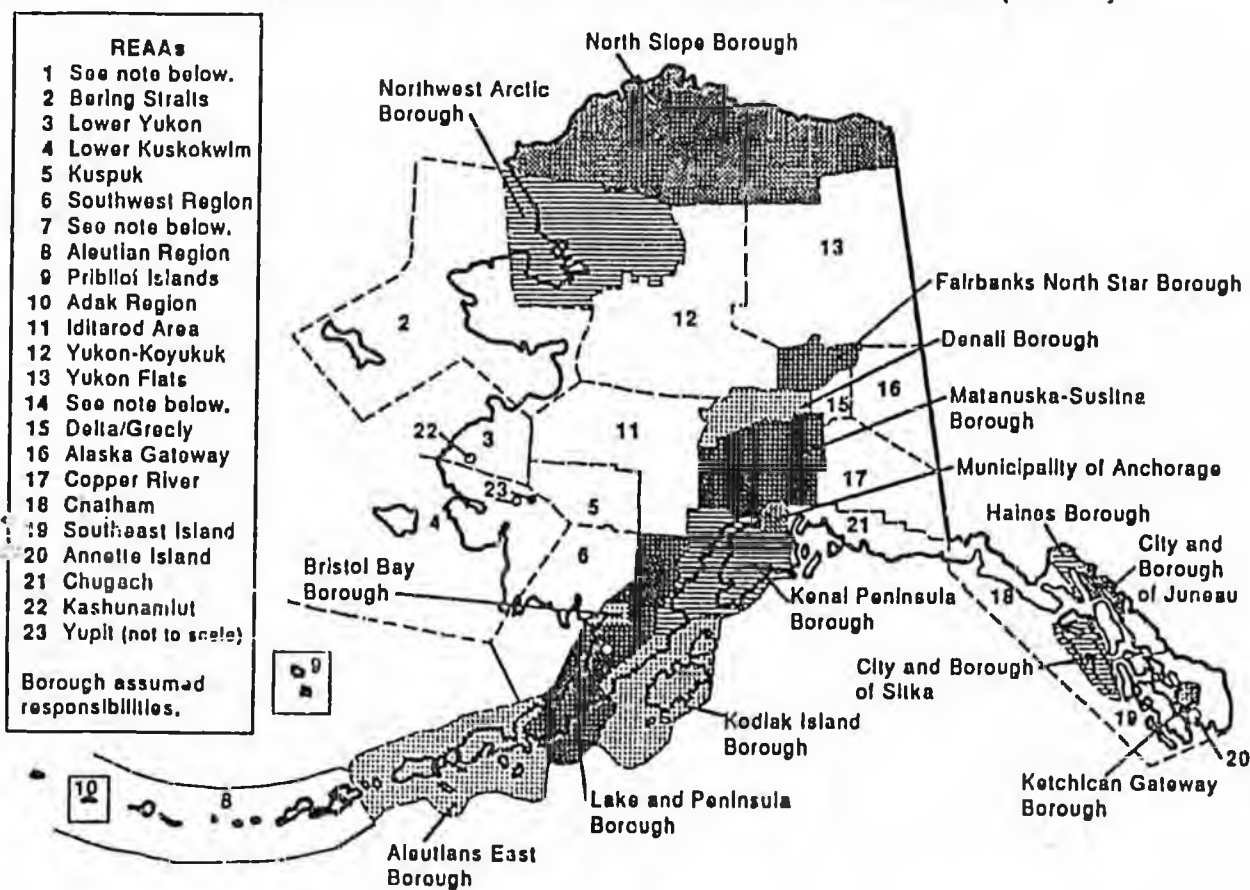 REAAs
1 See note below.
2 Bering Straits
3 Lower Yukon
4 Lower Kuskokwim
5 Kuspuk
6 Southwest Region
7 See note below.
8 Aleutian Region
9 Pribilof Islands
10 Adak Region
11 Iditarod Area
12 Yukon-Koyukuk
13 Yukon Flats
14 See note below.
15 Delta/Greely
16 Alaska Gateway
17 Copper River
18 Chatham
19 Southeast Island
20 Annette Island
21 Chugach
22 Kashunamiut
23 Yupit (not to scale)
Borough assumed
responsibilities.
North Slope Borough
Northwest Arctic
Borough
13
Fairbanks North Star Borough
2
12
Denali Borough
16
15
Matanuska-Susitna
Borough
22
3
11
Municipality of Anchorage
23
17
5
4
21
Haines Borough
City and
Borough
of Juneau
6
Bristol Bay
Borough
Kenai Peninsula
Borough
18
9
City and Borough
of Sitka
Kodiak Island
Borough
19
20
10
8
Lake and Peninsula
Borough
Ketchican Gateway
Borough
Aleutians East
Borough